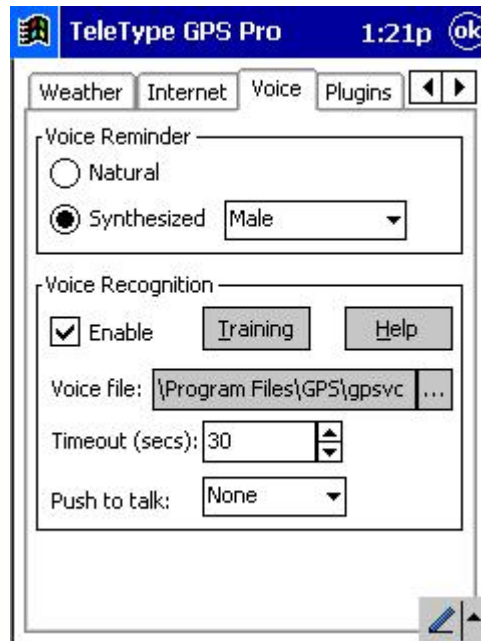 TeleType GPS Pro 1:21p ok
Weather Internet Voice Plugins
Voice Reminder
Natural
Synthesized Male
Voice Recognition
Enable Training Help
Voice file: \Program Files\GPS\gpsvc ...
Timeout (secs): 30
Push to talk: None